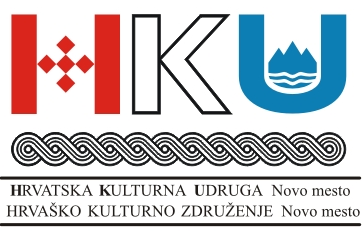 HKU
HRVATSKA KULTURNA UDRUGA Novo mesto
HRVAŠKO KULTURNO ZDRUŽENJE Novo mesto